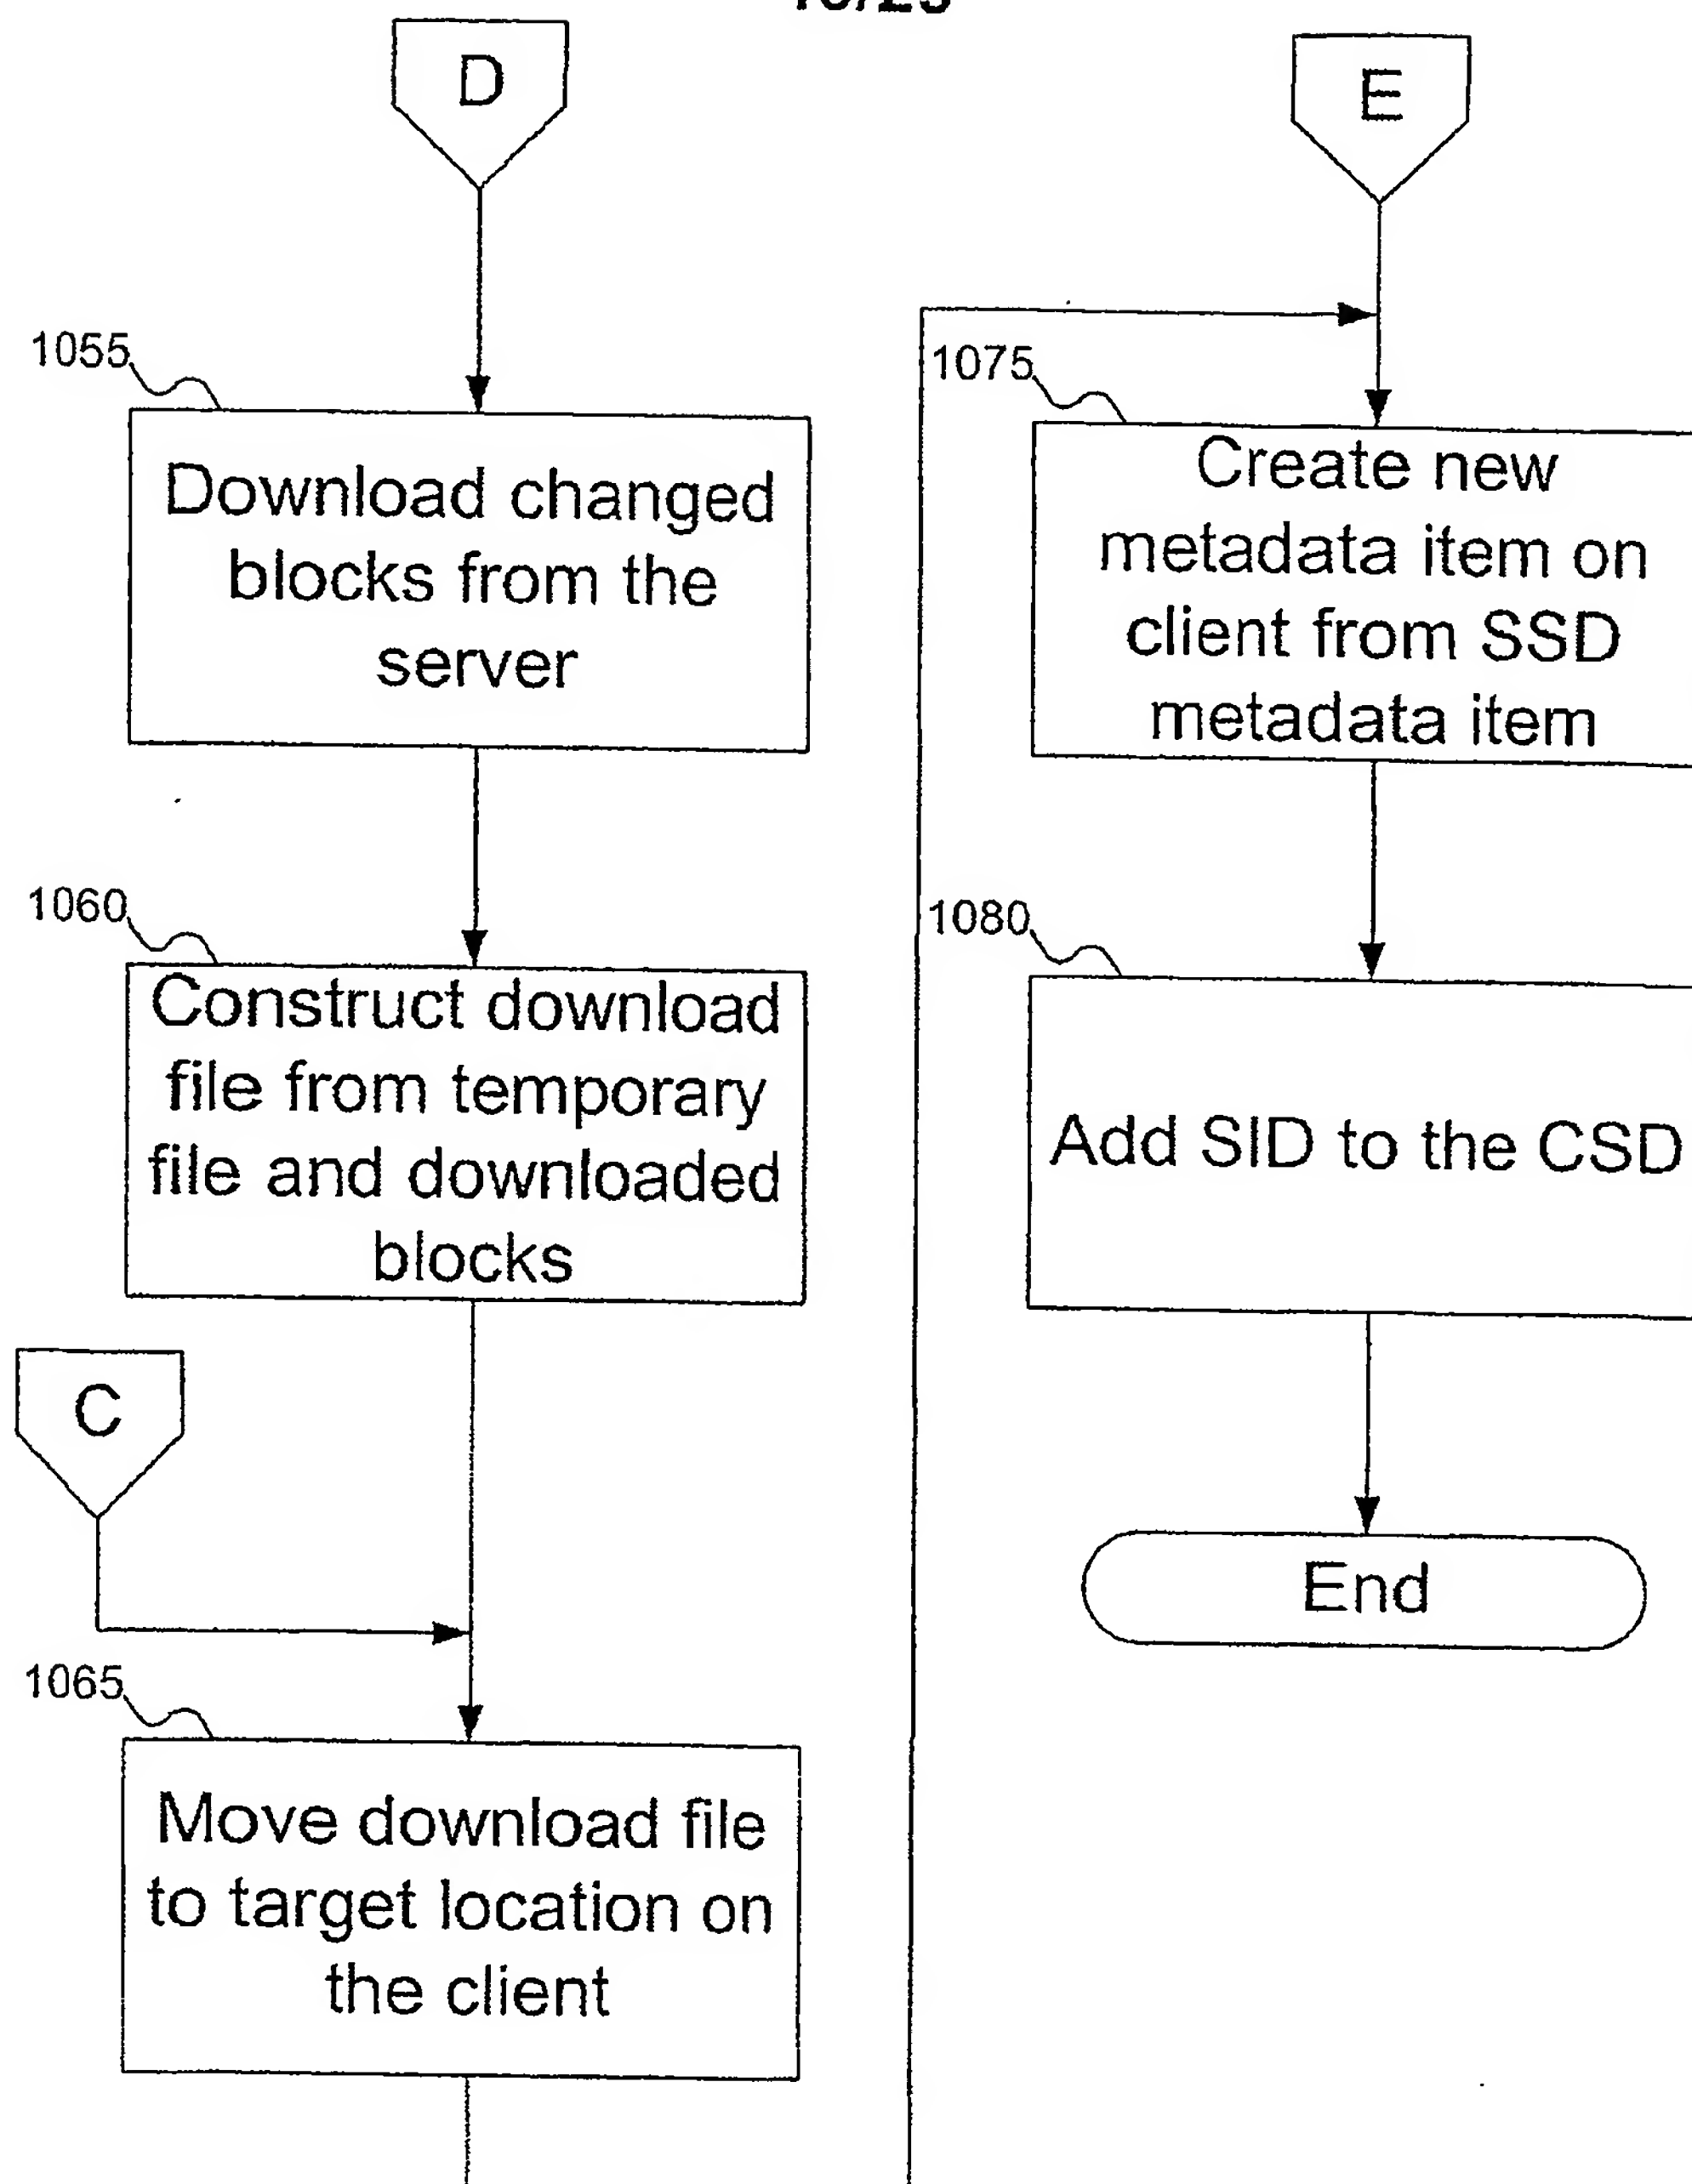 D
1055
Download changed
blocks from the
server
1060
Construct download
file from temporary
file and downloaded
blocks
C
1065
Move download file
to target location on
the client
E
1075
Create new
metadata item on
client from SSD
metadata item
1080
Add SID to the CSD
End